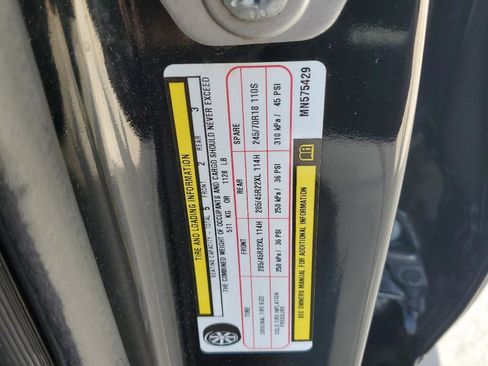 TIRE AND LOADING INFORMATION
SEATING CAPACITY - TOTAL 5 FRONT 2 REAR 3
THE COMBINED WEIGHT OF OCCUPANTS AND CARGO SHOULD NEVER EXCEED
511 KG OR 1128 LB
TIRE FRONT REAR SPARE
ORIGINAL TIRE SIZE 285/45R22XL 114H 285/45R22XL 114H 245/70R18 110S
COLD TIRE INFLATION PRESSURE 250 kPa / 36 PSI 250 kPa / 36 PSI 310 kPa / 45 PSI
SEE OWNERS MANUAL FOR ADDITIONAL INFORMATION
MN575429